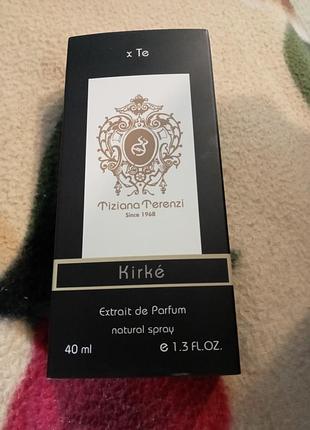 x Te
Tiziana Terenzi
Since 1968
Kirké
Extrait de Parfum
natural spray
40 ml e 1.3 FL.OZ.